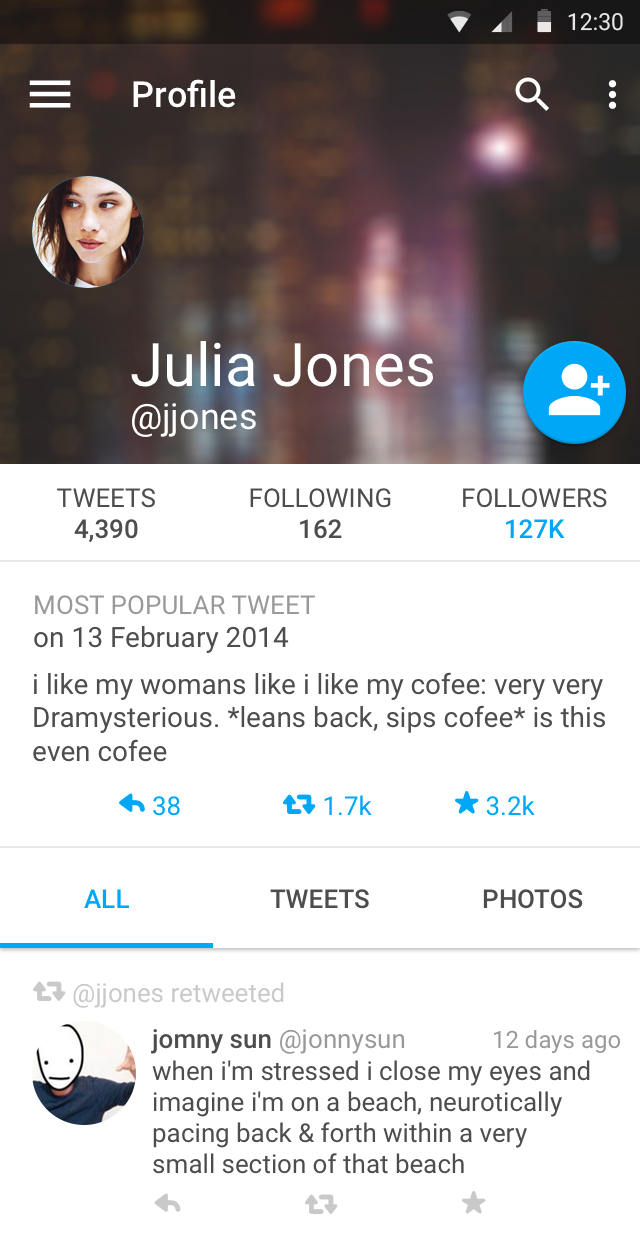 12:30
Profile
Julia Jones
@jjones
TWEETS FOLLOWING FOLLOWERS
4,390 162 127K
MOST POPULAR TWEET
on 13 February 2014
i like my womans like i like my cofee: very very
Dramysterious. *leans back, sips cofee* is this
even cofee
38 1.7k 3.2k
ALL TWEETS PHOTOS
@jjones retweeted
jomny sun @jonnysun 12 days ago
when i'm stressed i close my eyes and
imagine i'm on a beach, neurotically
pacing back & forth within a very
small section of that beach